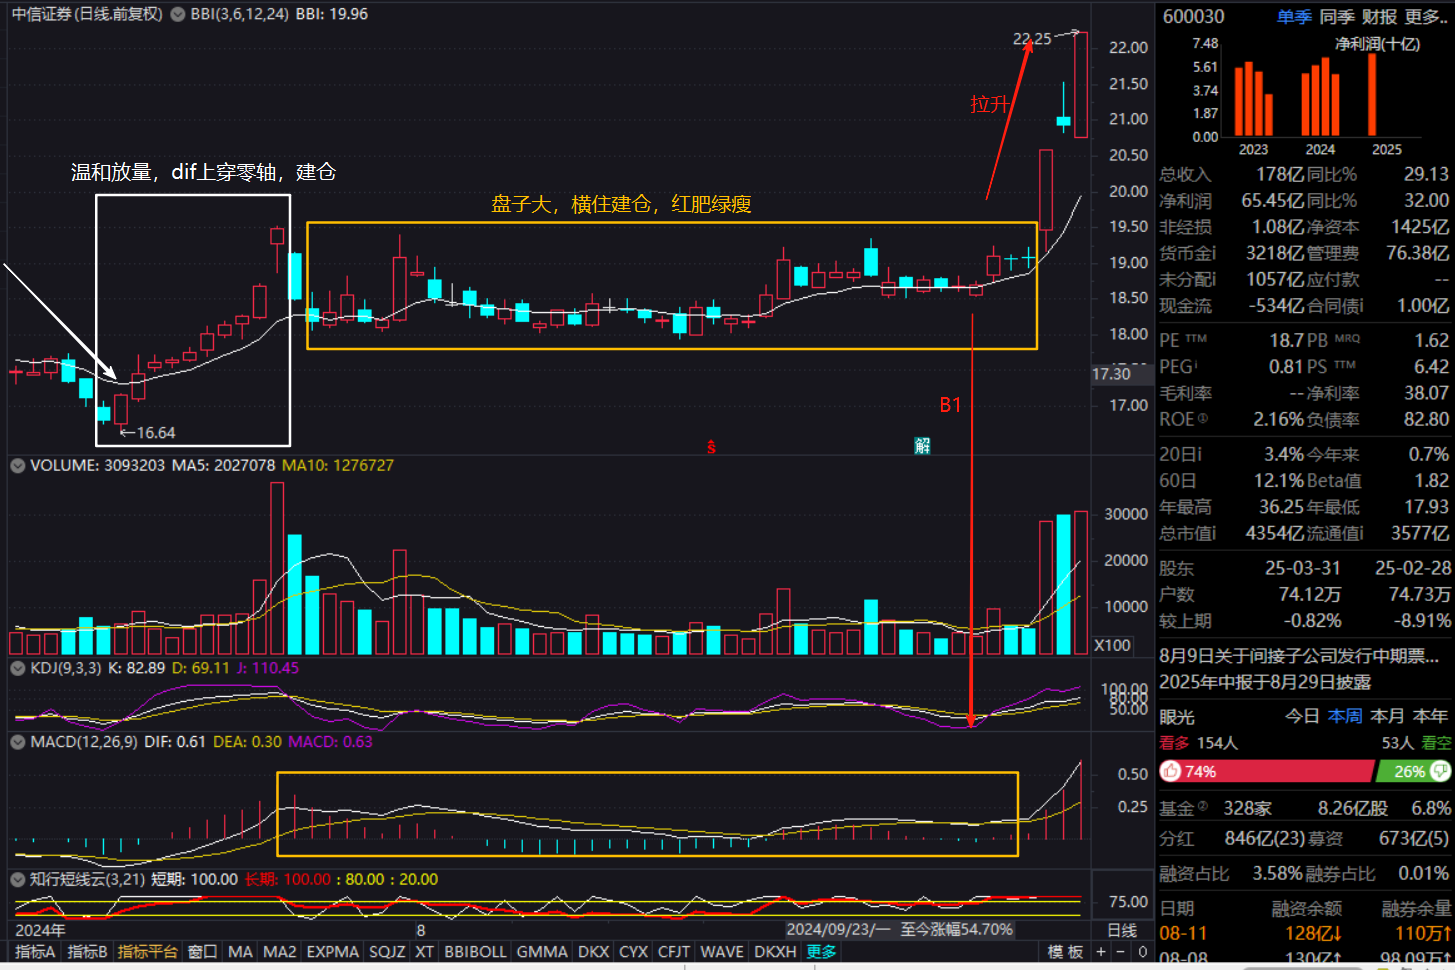 中信证券(日线.前复权) BBI(3,6,12,24) BBI: 19.96
22.25
拉升
温和放量，dif上穿零轴，建仓
盘子大，横住建仓，红肥绿瘦
B1
16.64
S
解
22.00
21.50
21.00
20.50
20.00
19.50
19.00
18.50
18.00
17.30
17.00
VOLUME: 3093203 MA5: 2027078 MA10: 1276727
30000
20000
10000
X100
KDJ(9,3,3) K: 82.89 D: 69.11 J: 110.45
100.00
80.00
50.00
MACD(12,26,9) DIF: 0.61 DEA: 0.30 MACD: 0.63
0.50
0.25
知行短线云(3,21) 短期: 100.00 长期: 100.00 : 80.00 : 20.00
75.00
2024年 8 2024/09/23/一 至今涨幅54.70% 日线
指标A 指标B 指标平台 窗口 MA MA2 EXPMA SQJZ XT BBIBOLL GMMA DKX CYX CFJT WAVE DKXH 更多 模板 + - 0
600030 单季 同季 财报 更多..
净利润(十亿)
7.48
5.61
3.74
1.87
0.00
2023 2024 2025
总收入 178亿 同比% 29.13
净利润 65.45亿 同比% 32.00
非经损 1.08亿 净资本 1425亿
货币金i 3218亿 管理费 76.38亿
未分配i 1057亿 应付款 --
现金流 -534亿 合同债i 1.00亿
PE TTM 18.7 PB MRQ 1.62
PEG i 0.81 PS TTM 6.42
毛利率 -- 净利率 38.07
ROE ① 2.16% 负债率 82.80
20日i 3.4% 今年来 0.7%
60日 12.1% Beta值 1.82
年最高 36.25 年最低 17.93
总市值i 4354亿 流通值i 3577亿
股东 25-03-31 25-02-28
户数 74.12万 74.73万
较上期 -0.82% -8.91%
8月9日关于间接子公司发行中期票...
2025年中报于8月29日披露
眼光 今日 本周 本月 本年
看多 154人 53人 看空
74% 26%
基金② 328家 8.26亿股 6.8%
分红 846亿(23) 募资 673亿(5)
融资占比 3.58% 融券占比 0.01%
日期 融资余额 融券余量
08-11 128亿↓ 110万↑
08-08 130亿↑ 98.09万↑